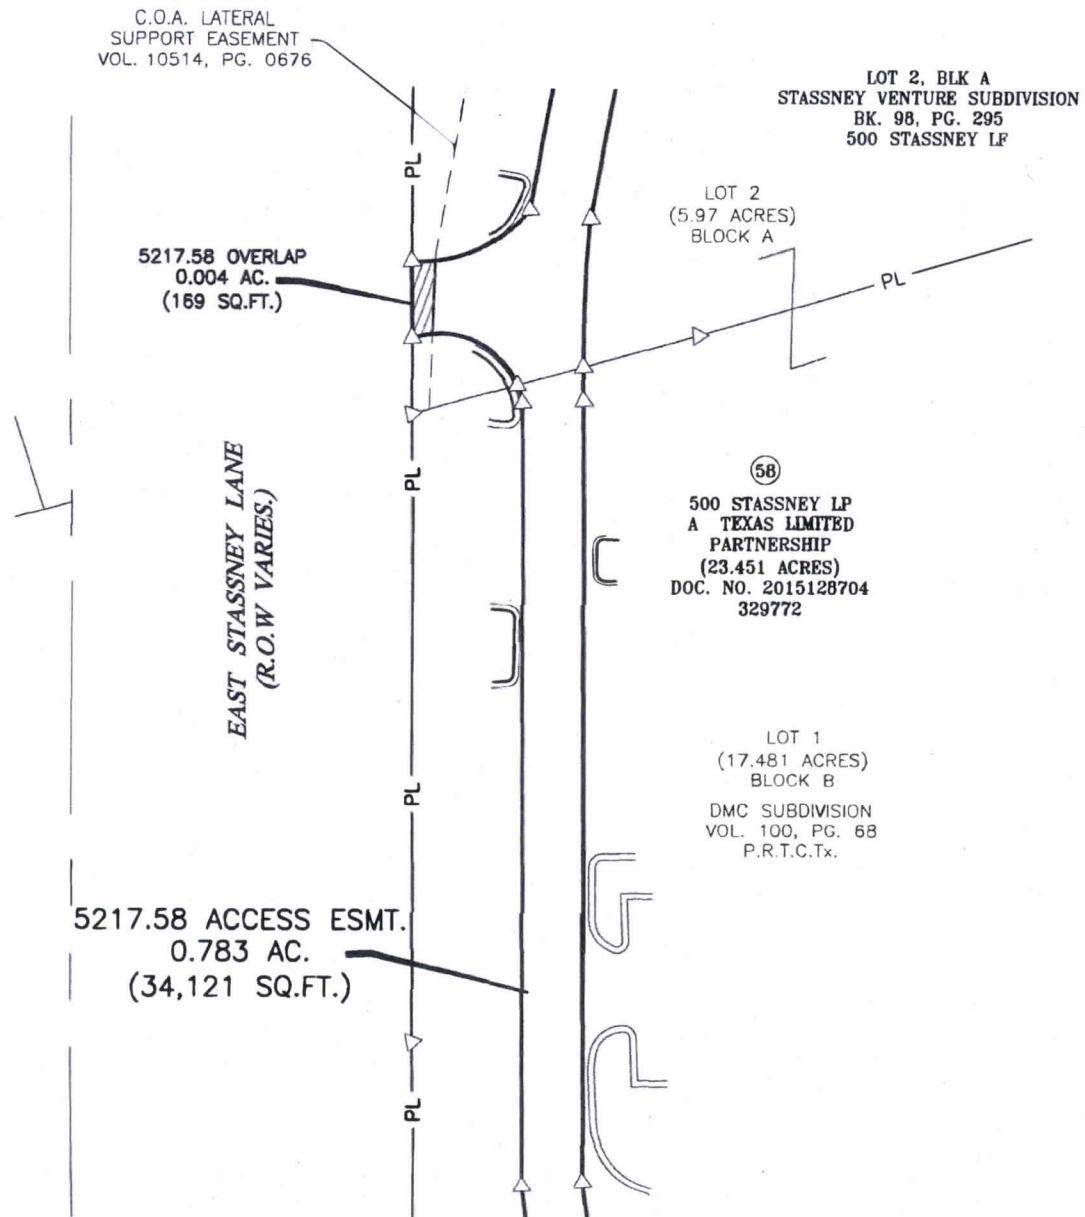 C.O.A. LATERAL
SUPPORT EASEMENT
VOL. 10514, PG. 0676
LOT 2, BLK A
STASSNEY VENTURE SUBDIVISION
BK. 98, PG. 295
500 STASSNEY LF
PL
LOT 2
(5.97 ACRES)
BLOCK A
5217.58 OVERLAP
0.004 AC.
(169 SQ.FT.)
PL
EAST STASSNEY LANE
(R.O.W VARIES.)
PL
58
500 STASSNEY LP
A TEXAS LIMITED
PARTNERSHIP
(23.451 ACRES)
DOC. NO. 2015128704
329772
LOT 1
(17.481 ACRES)
BLOCK B
DMC SUBDIVISION
VOL. 100, PG. 68
P.R.T.C.Tx.
PL
5217.58 ACCESS ESMT.
0.783 AC.
(34,121 SQ.FT.)
PL